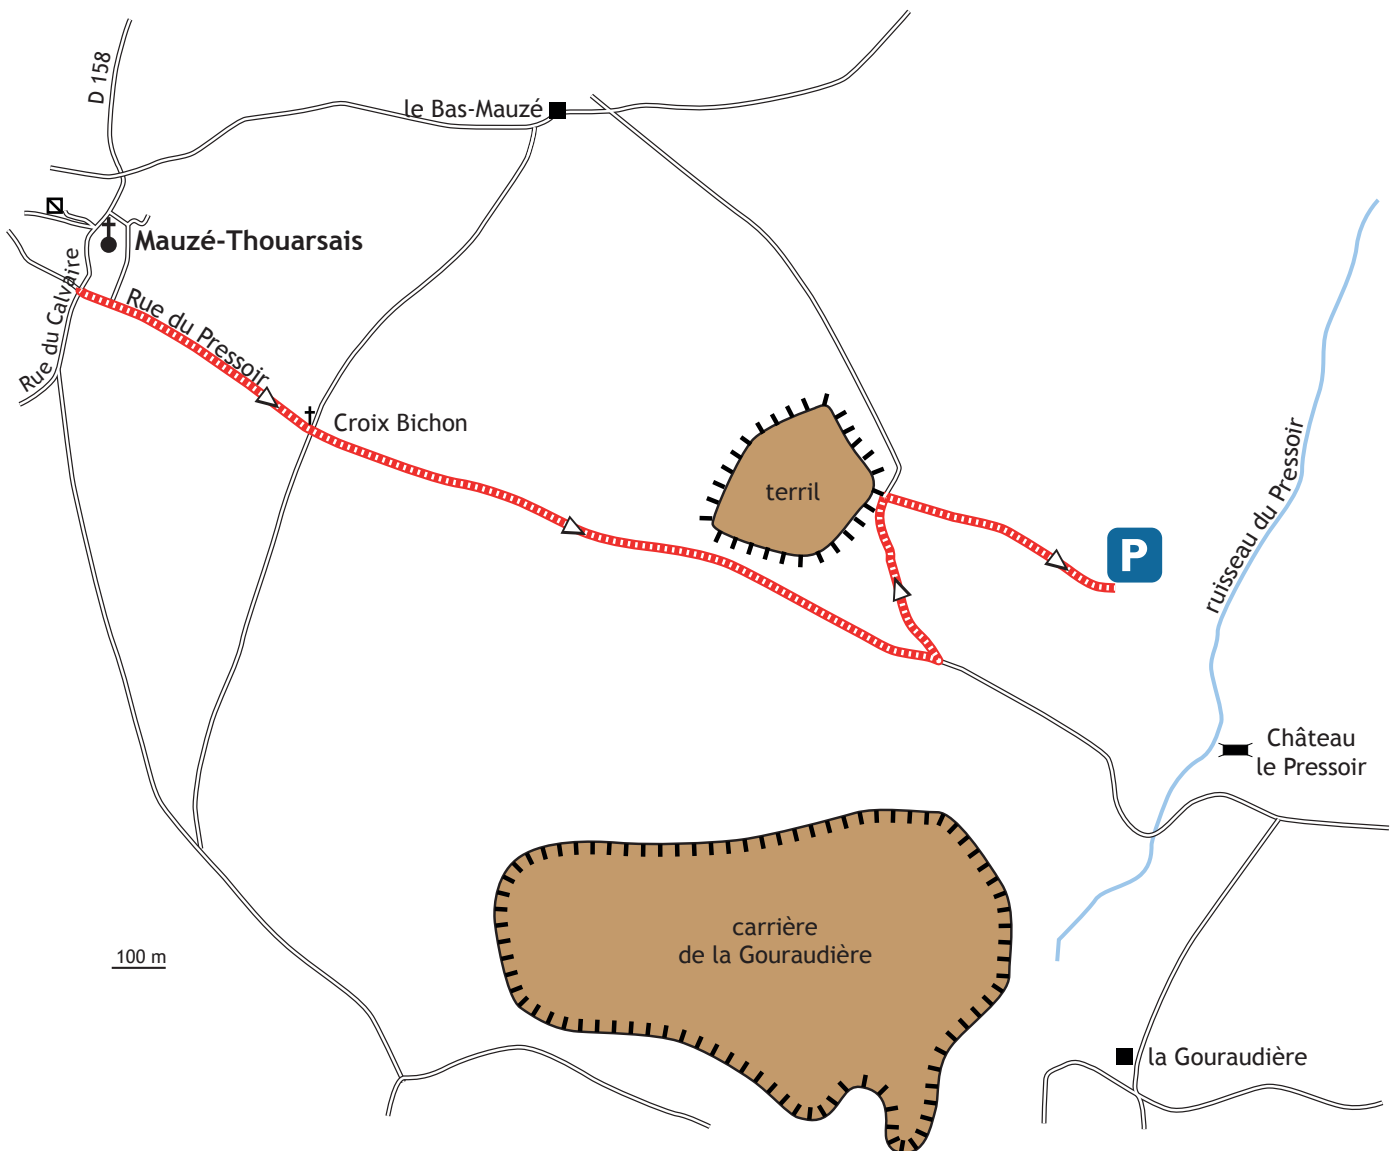 D 158
le Bas-Mauzé
Mauzé-Thouarsais
Rue du Calvaire
Rue du Pressoir
Croix Bichon
terril
P
ruisseau du Pressoir
Château
le Pressoir
carrière
de la Gouraudière
100 m
la Gouraudière